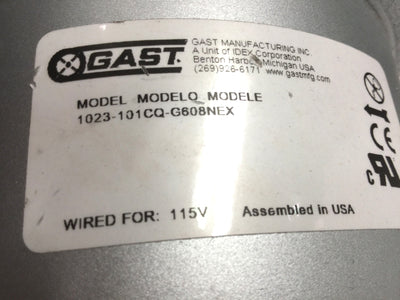 GAST
GAST MANUFACTURING INC.
A Unit of IDEX Corporation
Benton Harbor, Michigan USA
(269)926-6171 www.gastmfg.com
MODEL MODELO MODELE
1023-101CQ-G608NEX
WIRED FOR: 115V Assembled in USA